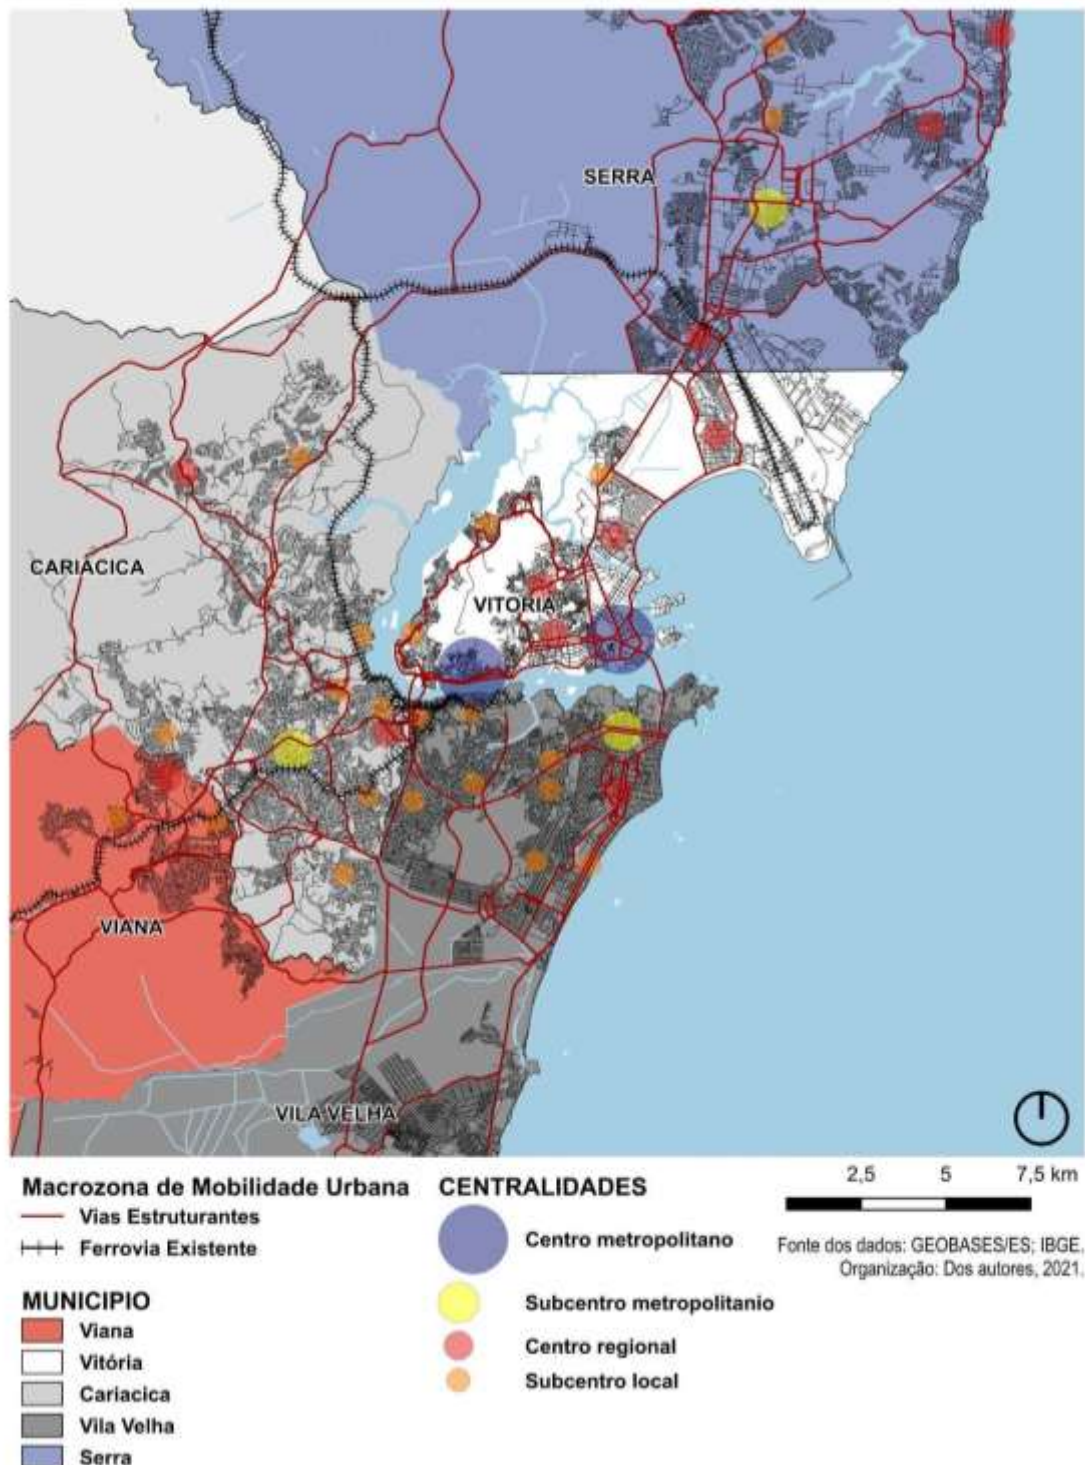 SERRA
CARIACICA
VITORIA
VIANA
VILA VELHA
Macrozona de Mobilidade Urbana
Vias Estruturantes
Ferrovia Existente
MUNICIPIO
Viana
Vitória
Cariacica
Vila Velha
Serra
CENTRALIDADES
Centro metropolitano
Subcentro metropolitanio
Centro regional
Subcentro local
2,5 5 7,5 km
Fonte dos dados: GEOBASES/ES; IBGE.
Organização: Dos autores, 2021.